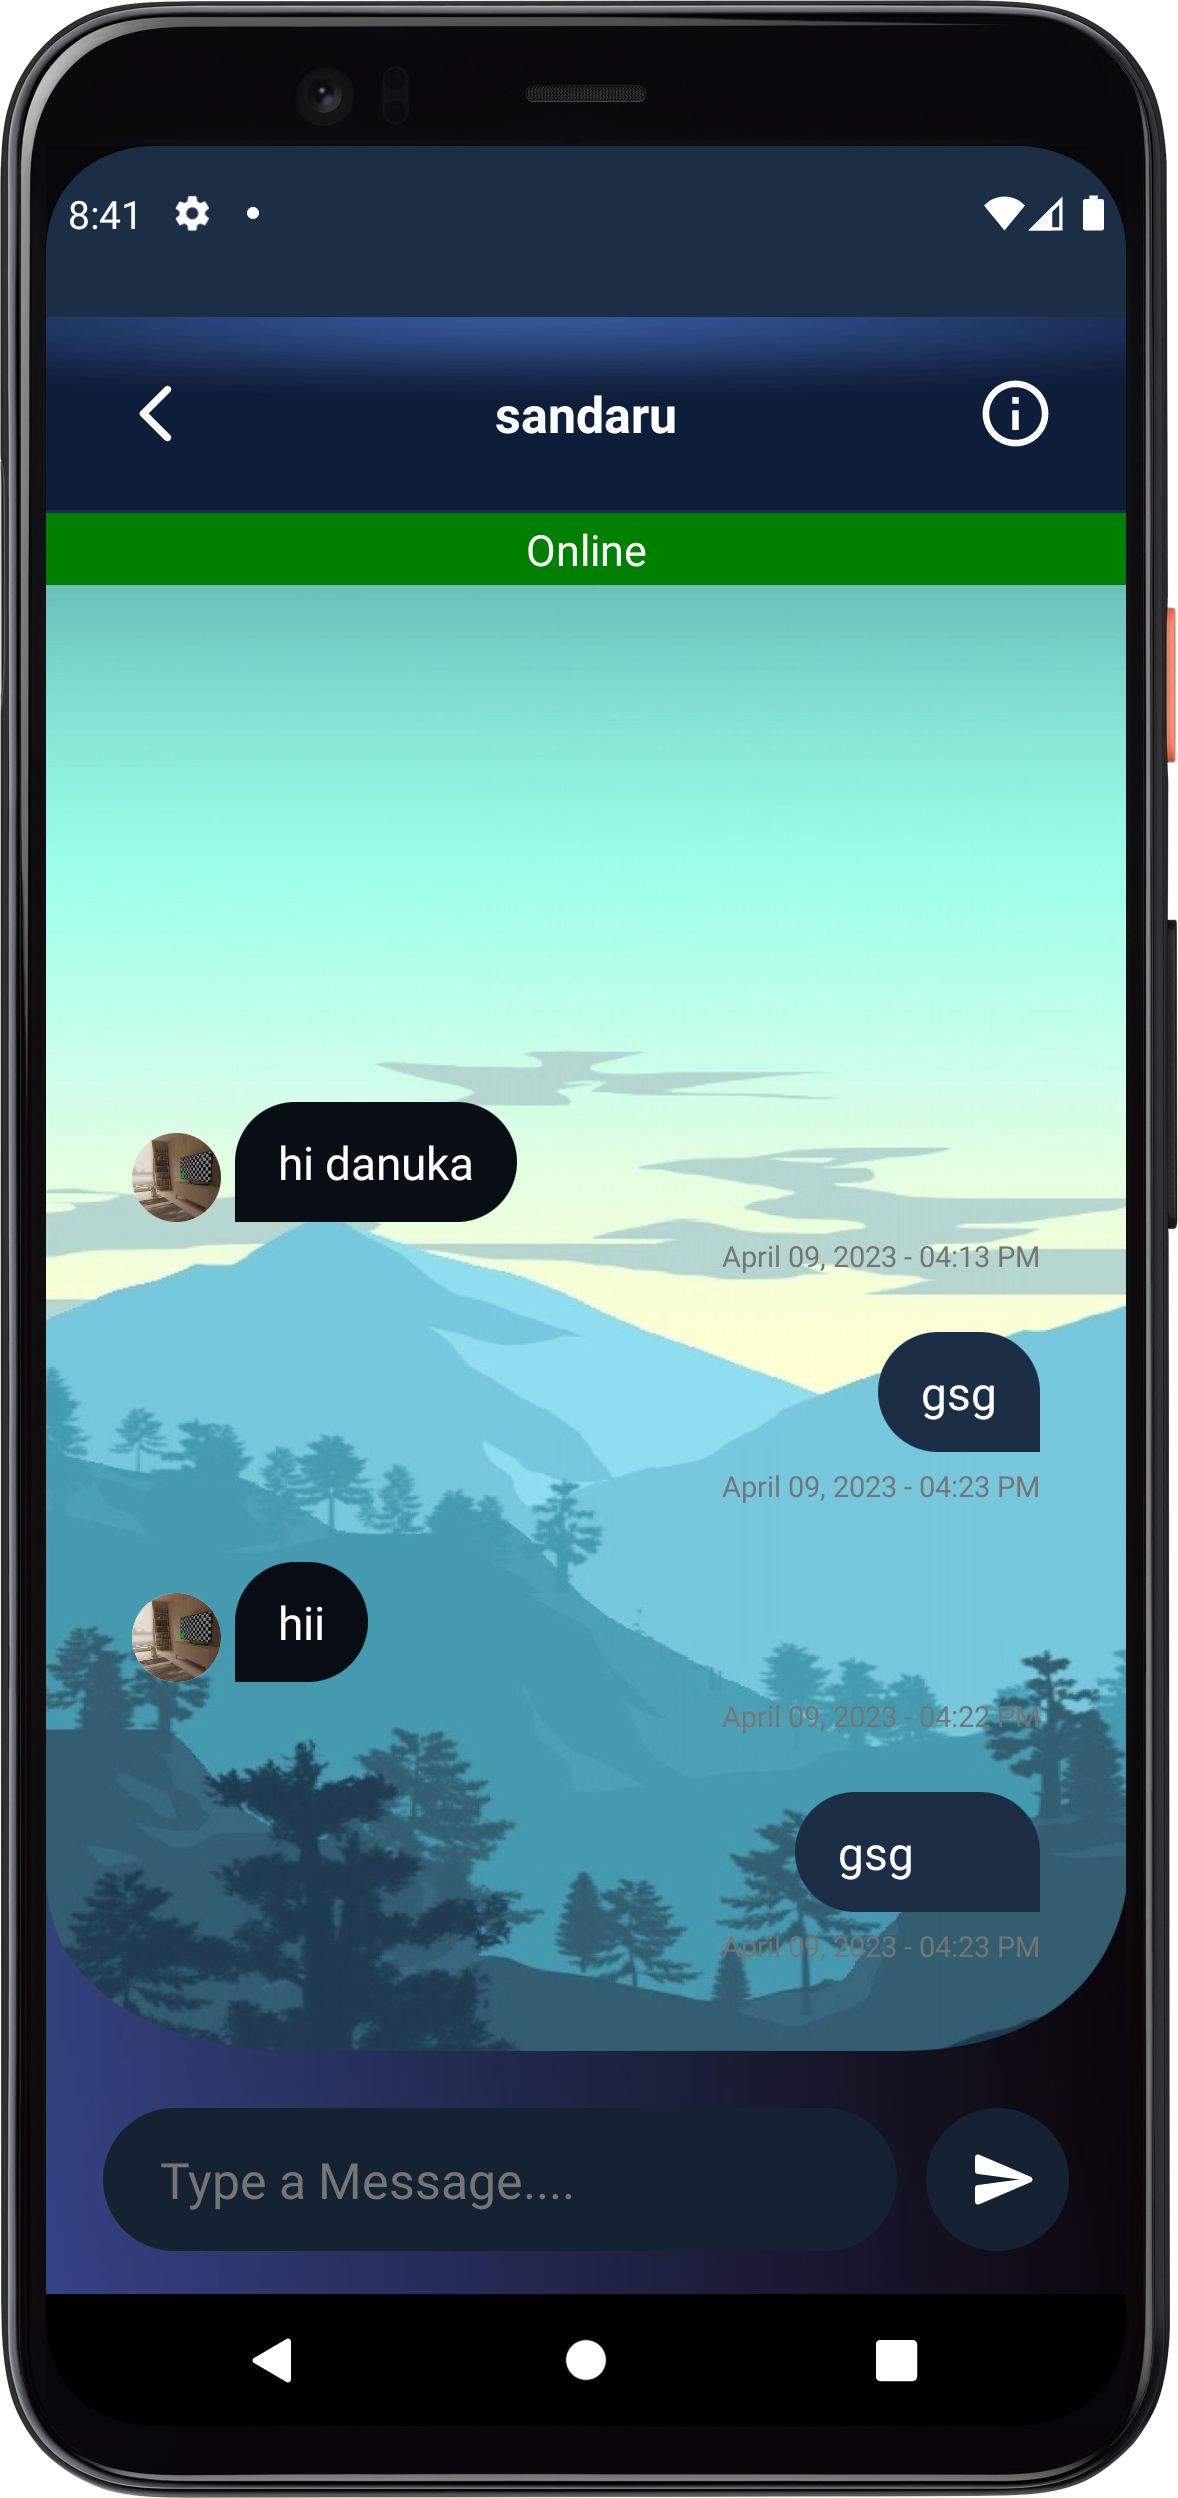 8:41
sandaru
Online
hi danuka
April 09, 2023 - 04:13 PM
gsg
April 09, 2023 - 04:23 PM
hii
April 09, 2023 - 04:22 PM
gsg
April 09, 2023 - 04:23 PM
Type a Message....